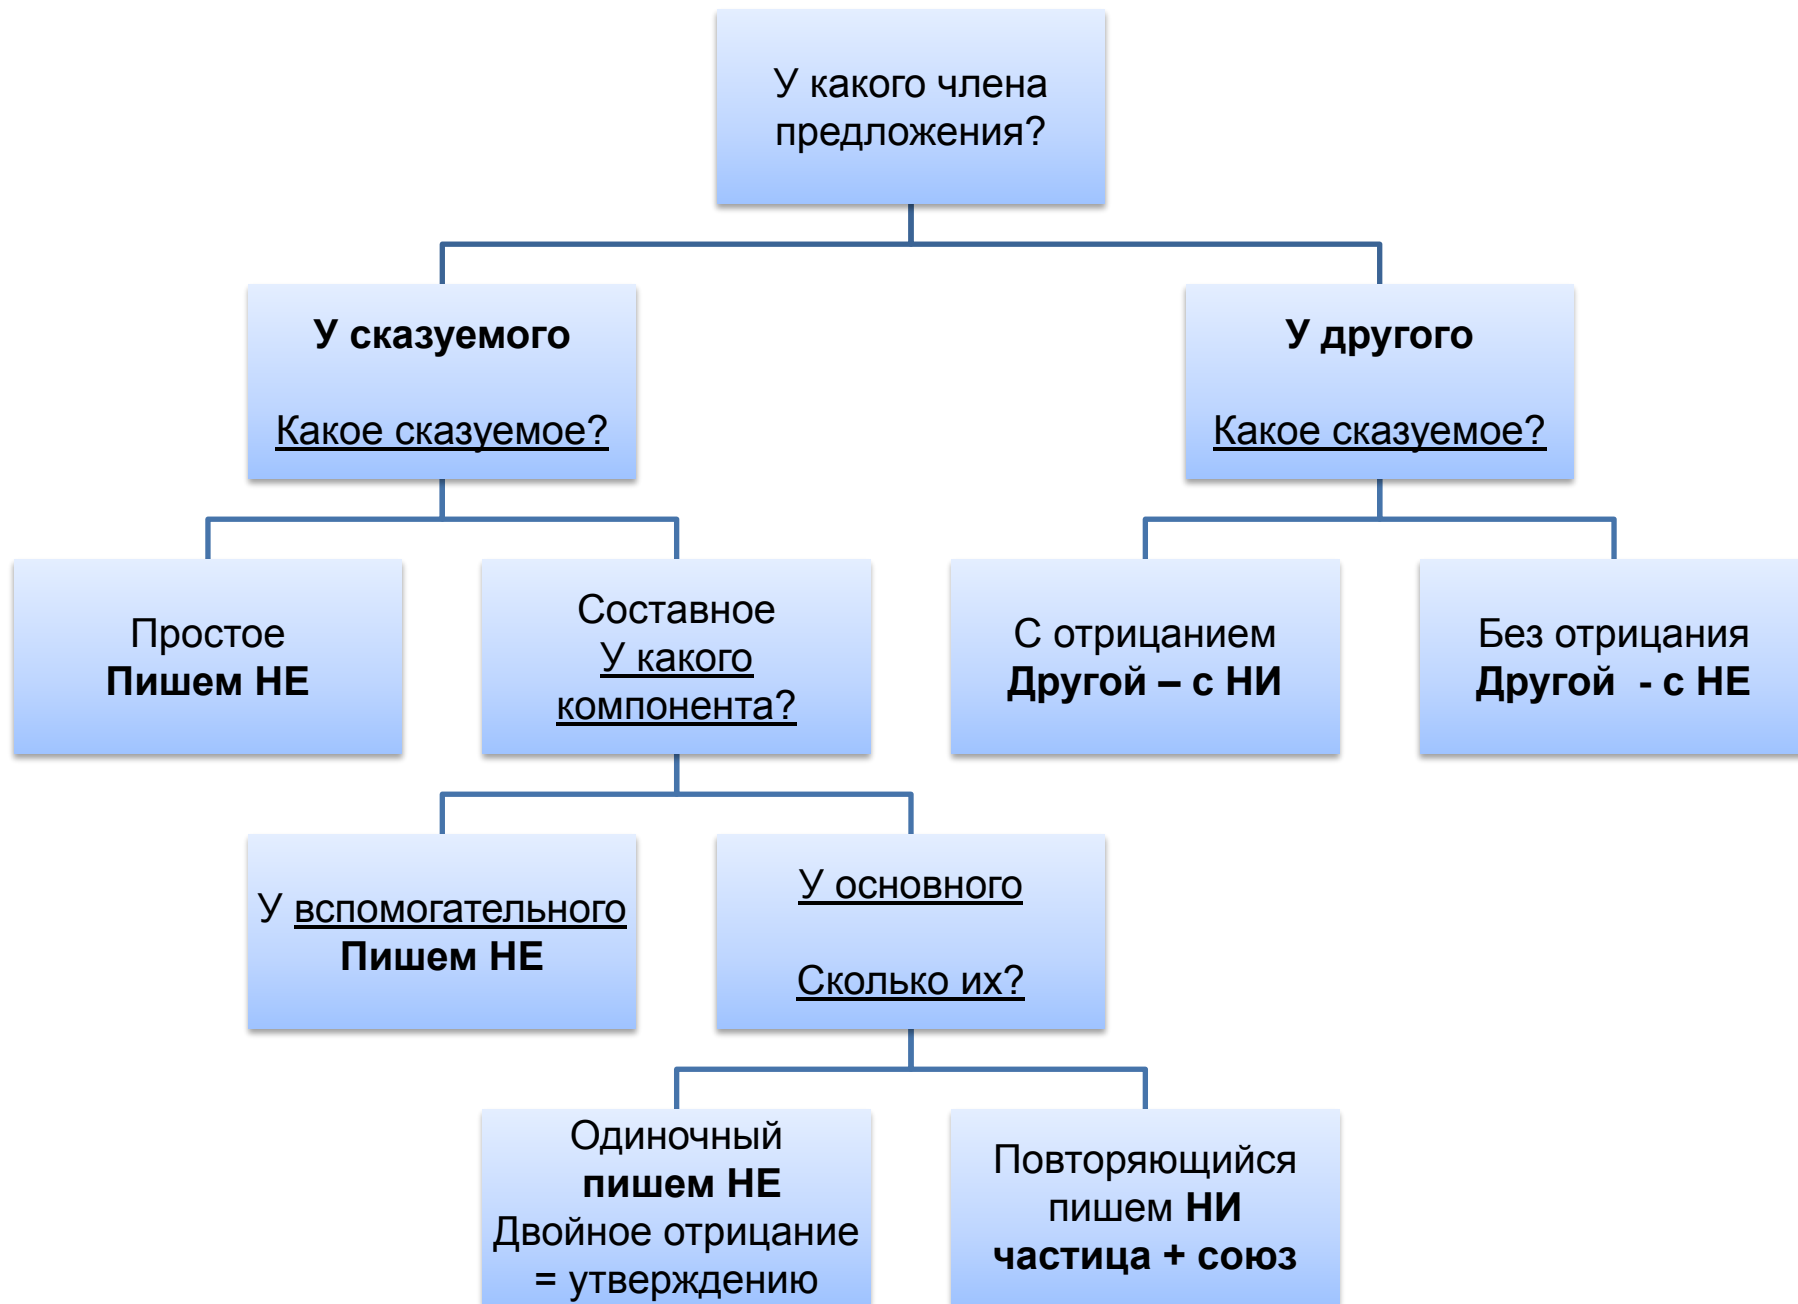 У какого члена
предложения?
У сказуемого
Какое сказуемое?
У другого
Какое сказуемое?
Простое
Пишем НЕ
Составное
У какого
компонента?
С отрицанием
Другой – с НИ
Без отрицания
Другой - с НЕ
У вспомогательного
Пишем НЕ
У основного
Сколько их?
Одиночный
пишем НЕ
Двойное отрицание
= утверждению
Повторяющийся
пишем НИ
частица + союз